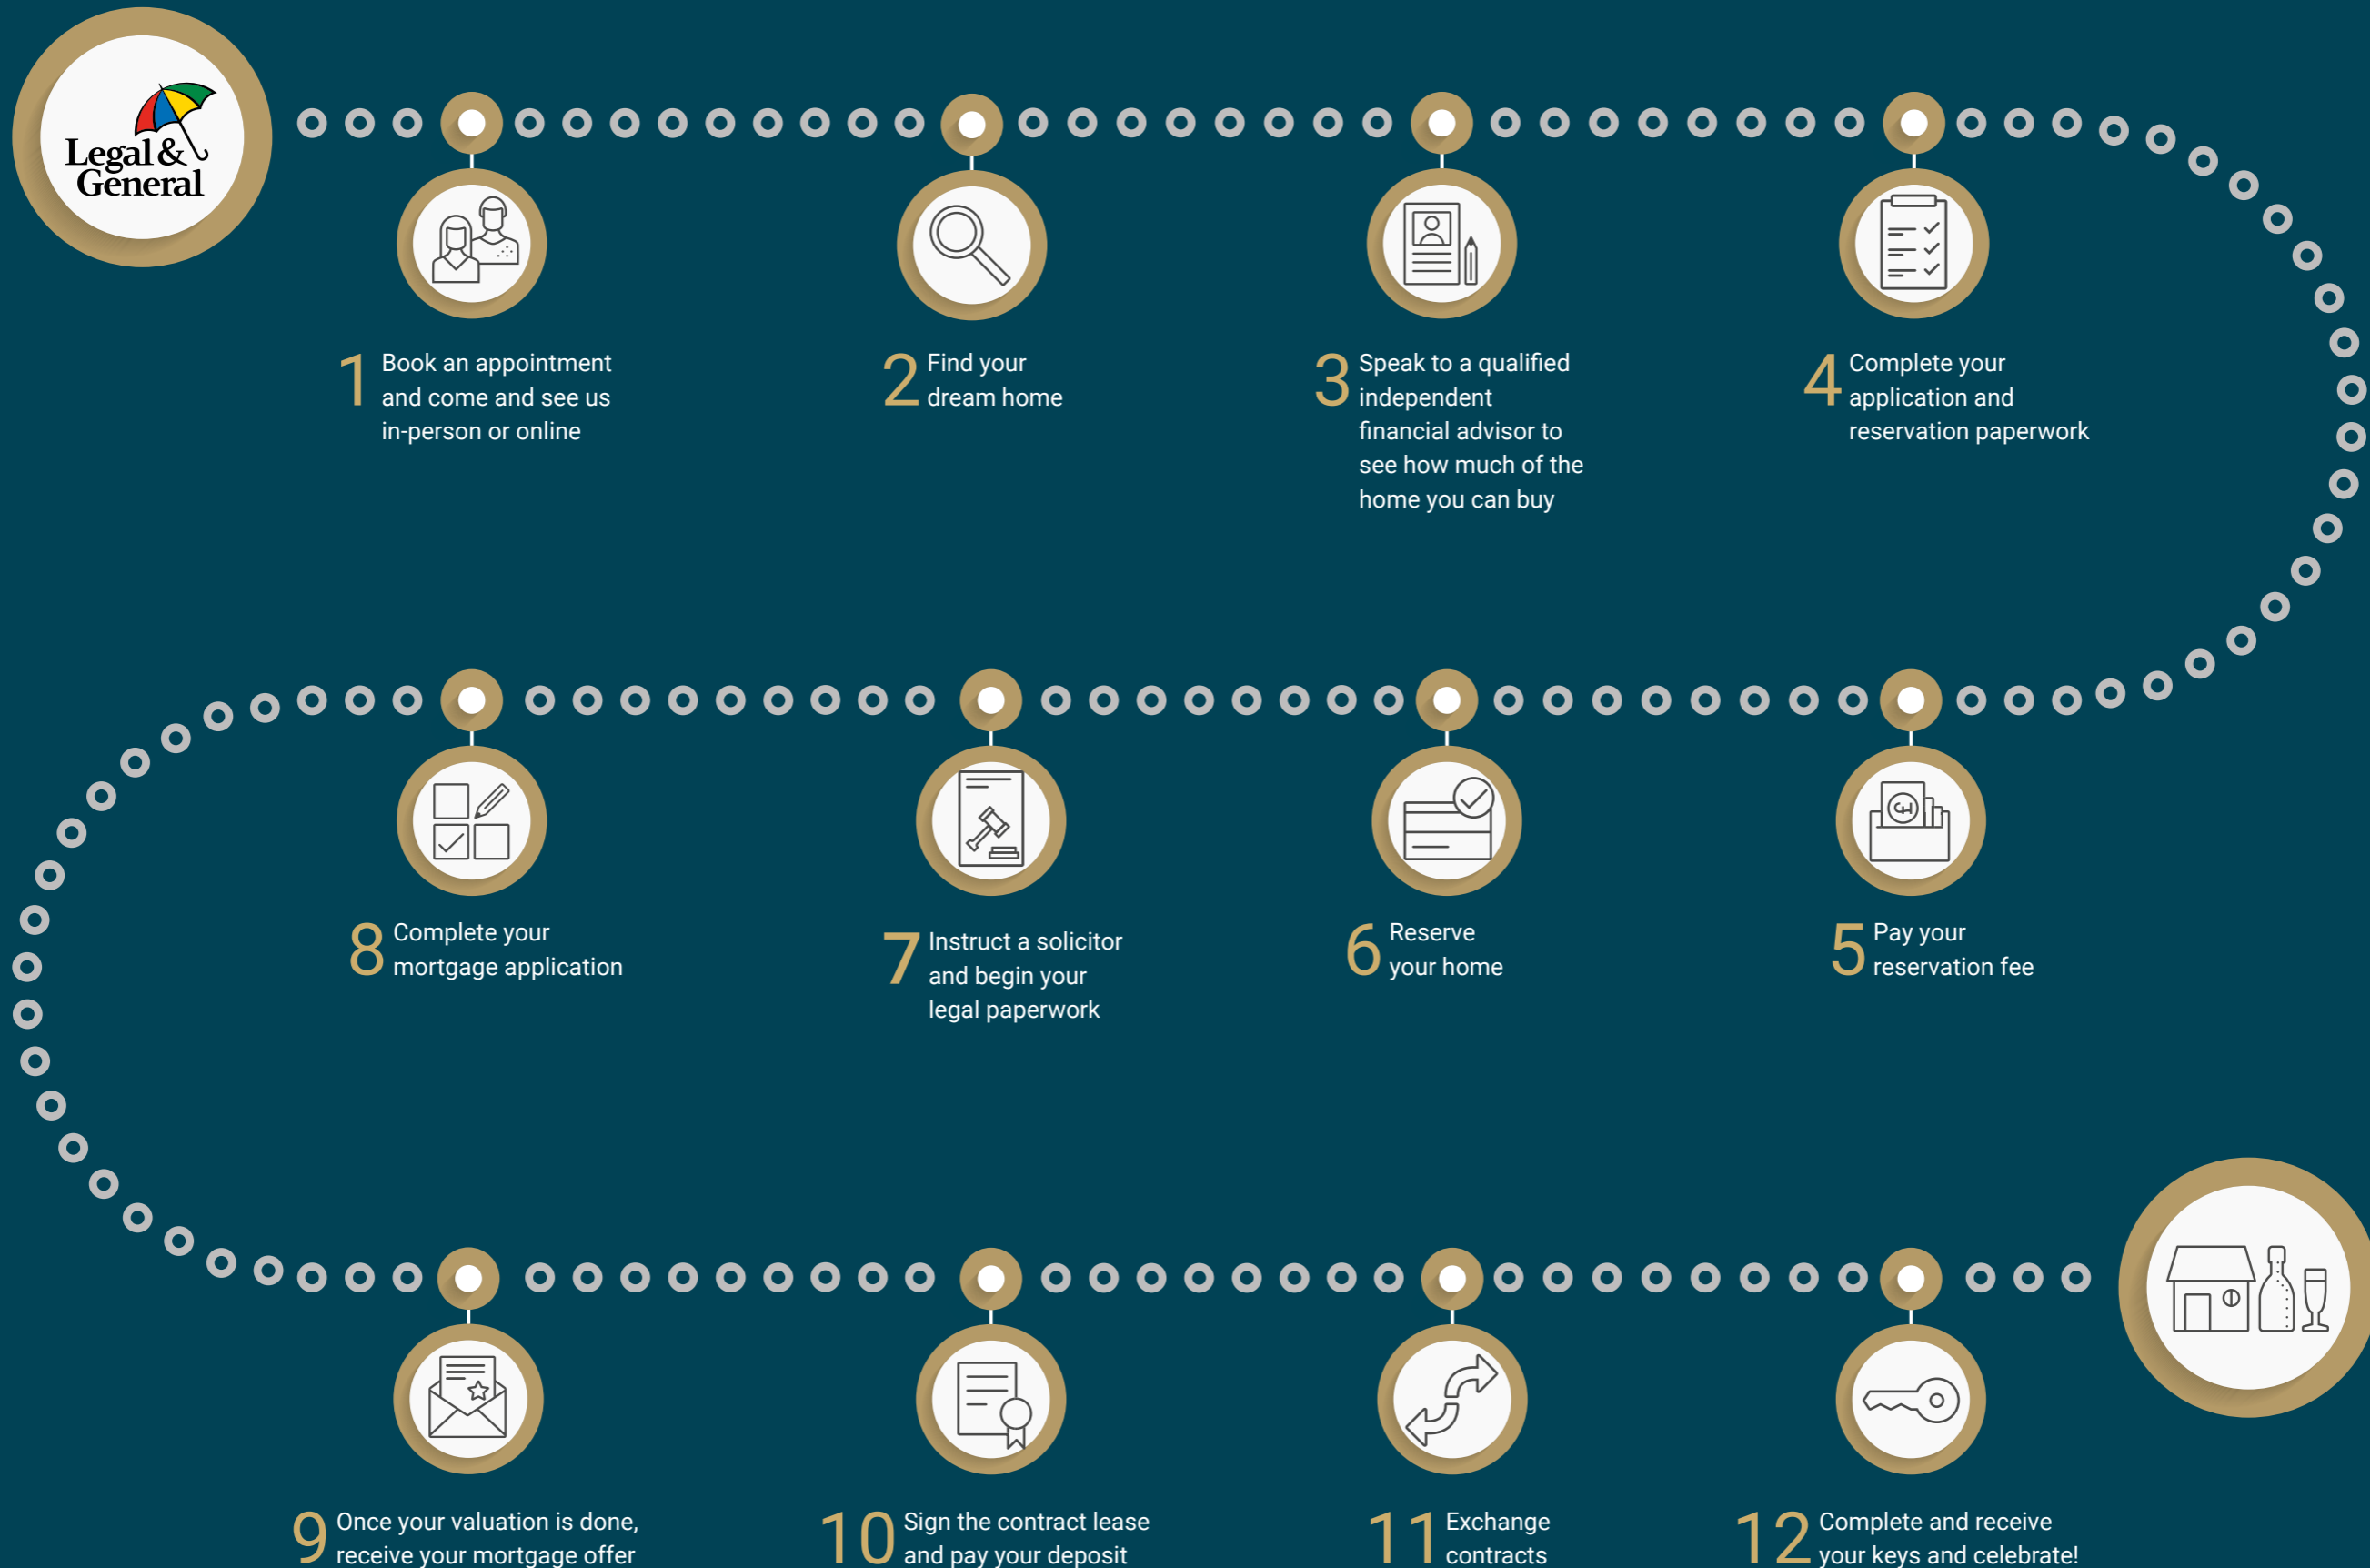 Legal &
General
1 Book an appointment
and come and see us
in-person or online
2 Find your
dream home
3 Speak to a qualified
independent
financial advisor to
see how much of the
home you can buy
4 Complete your
application and
reservation paperwork
5 Pay your
reservation fee
6 Reserve
your home
7 Instruct a solicitor
and begin your
legal paperwork
8 Complete your
mortgage application
9 Once your valuation is done,
receive your mortgage offer
10 Sign the contract lease
and pay your deposit
11 Exchange
contracts
12 Complete and receive
your keys and celebrate!